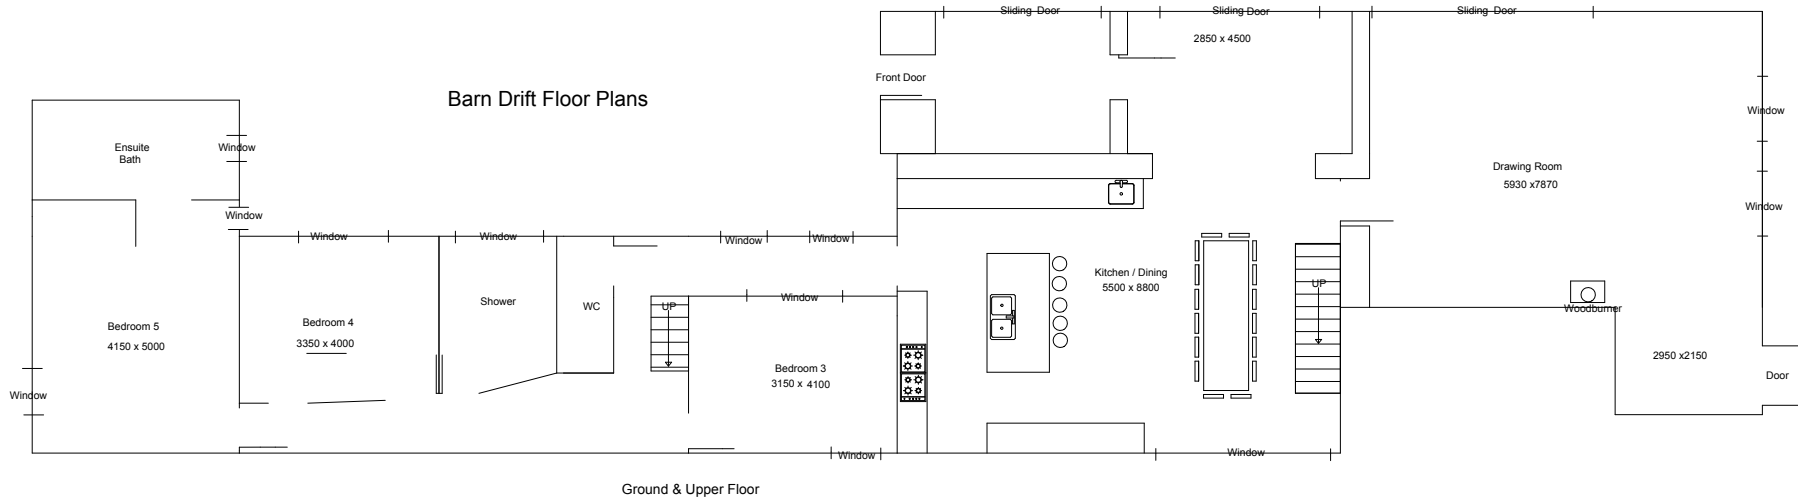 Sliding Door
Sliding Door
Sliding Door
2850 x 4500
Front Door
Barn Drift Floor Plans
Window
Ensuite
Bath
Window
Drawing Room
5930 x7870
Window
Window
Window
Window
Window
Window
Kitchen / Dining
5500 x 8800
UP
Window
Shower
WC
UP
Woodburner
Bedroom 5
4150 x 5000
Bedroom 4
3350 x 4000
2950 x2150
Bedroom 3
3150 x 4100
Door
Window
Window
Window
Ground & Upper Floor